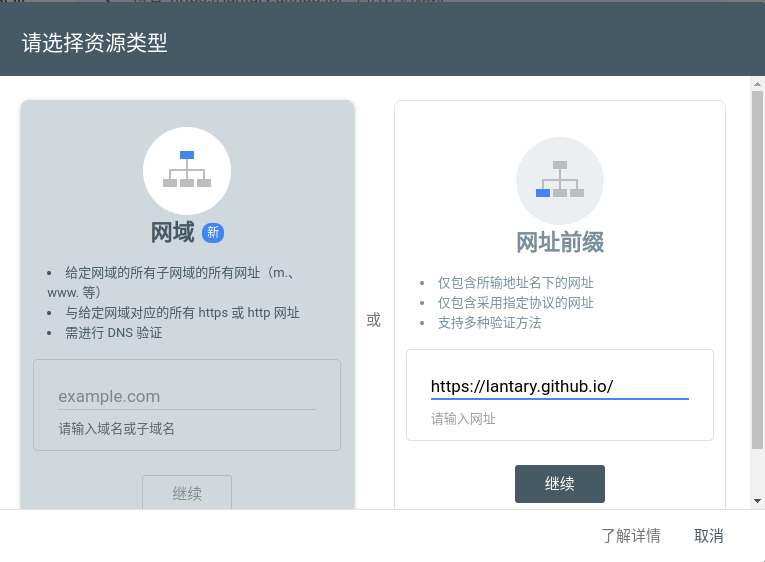 请选择资源类型
网域 新
• 给定网域的所有子网域的所有网址（m.、
www. 等）
• 与给定网域对应的所有 https 或 http 网址
• 需进行 DNS 验证
example.com
请输入域名或子域名
继续
或
网址前缀
• 仅包含所输地址名下的网址
• 仅包含采用指定协议的网址
• 支持多种验证方法
https://lantary.github.io/
请输入网址
继续
了解详情 取消